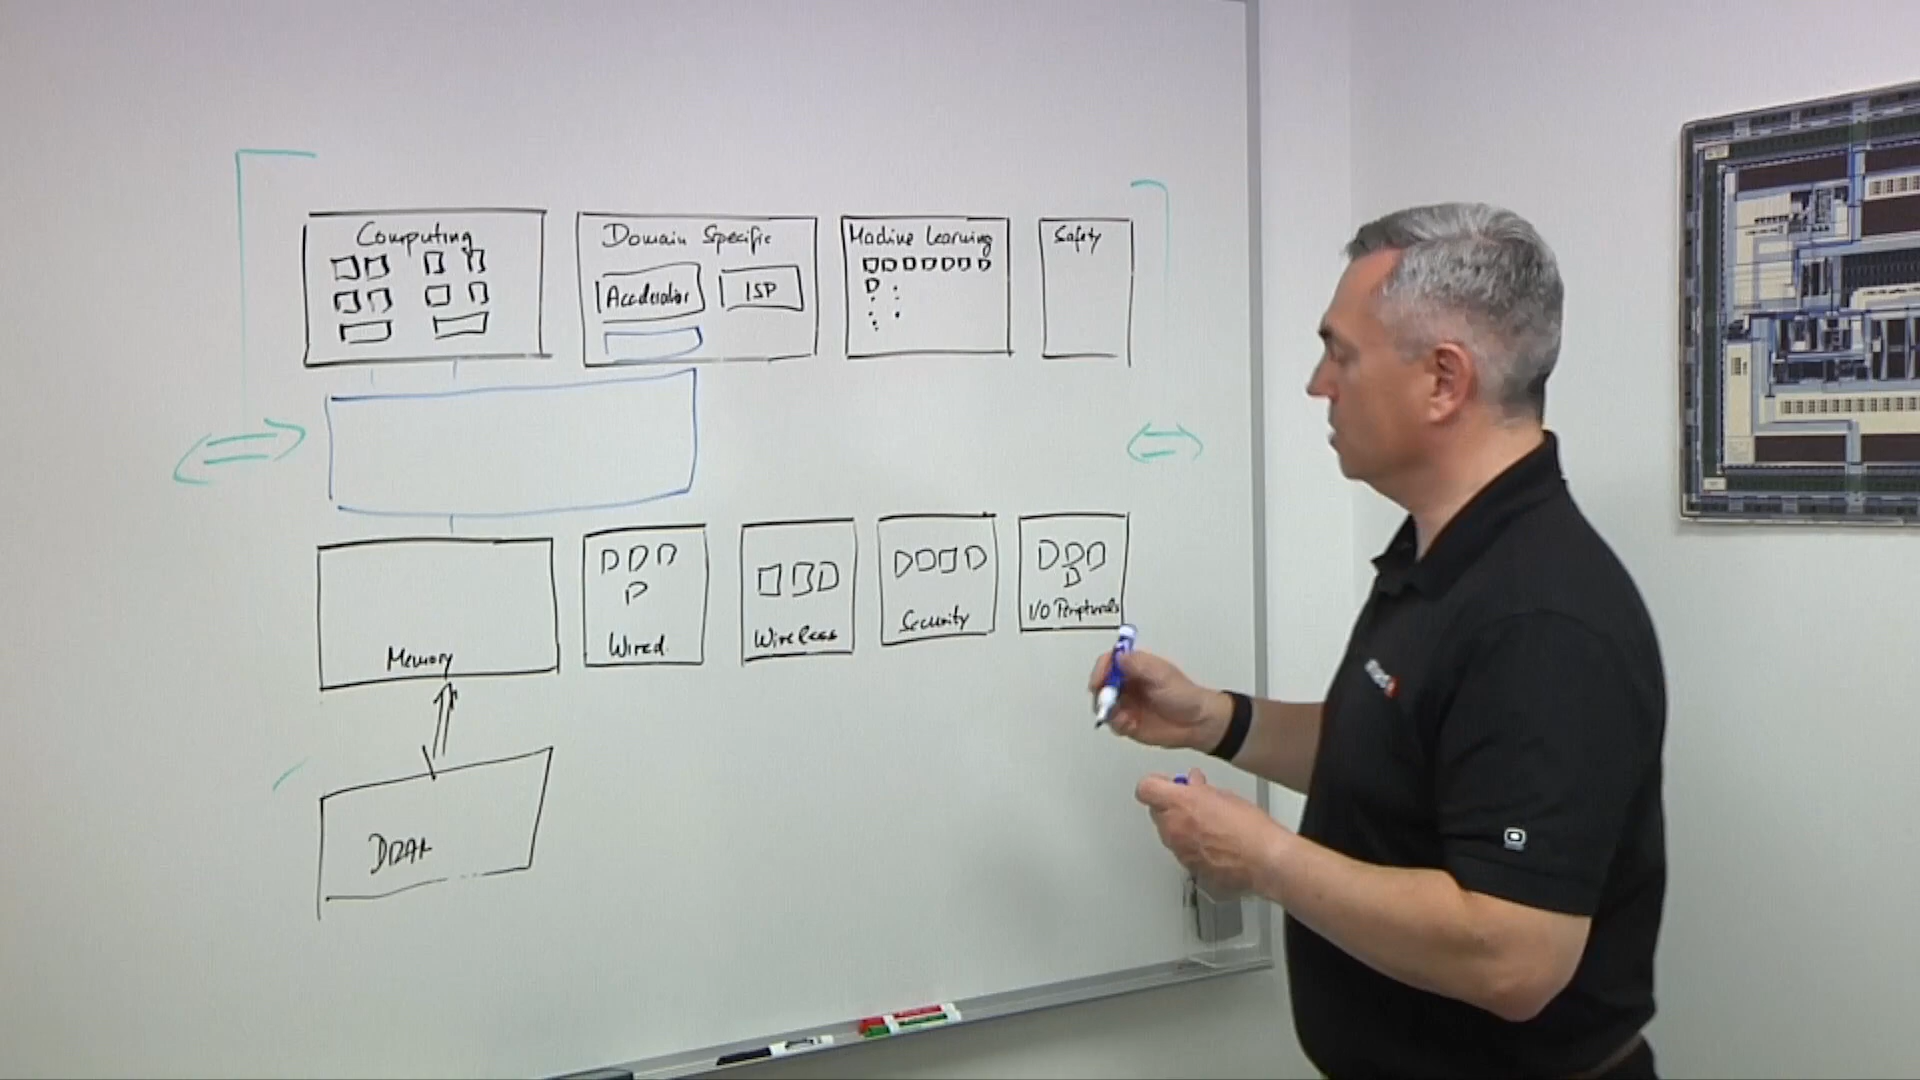 Computing
Domain Specific
Machine Learning
Safety
Accelerator
ISP
Memory
Wired
Wireless
Security
I/O Peripherals
DRAM